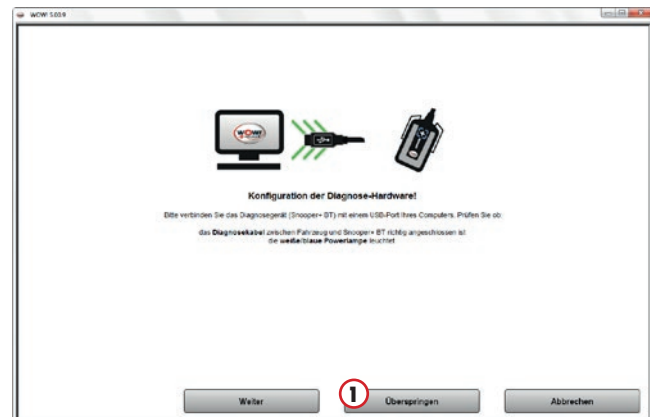 WOW! 5.00.9
WOW!
Konfiguration der Diagnose-Hardware!
Bitte verbinden Sie das Diagnosegerät (Snooper+ BT) mit einem USB-Port Ihres Computers. Prüfen Sie ob:
das Diagnosekabel zwischen Fahrzeug und Snooper+ BT richtig angeschlossen ist
die weiße/blaue Powerlampe leuchtet
Weiter
1
Überspringen
Abbrechen